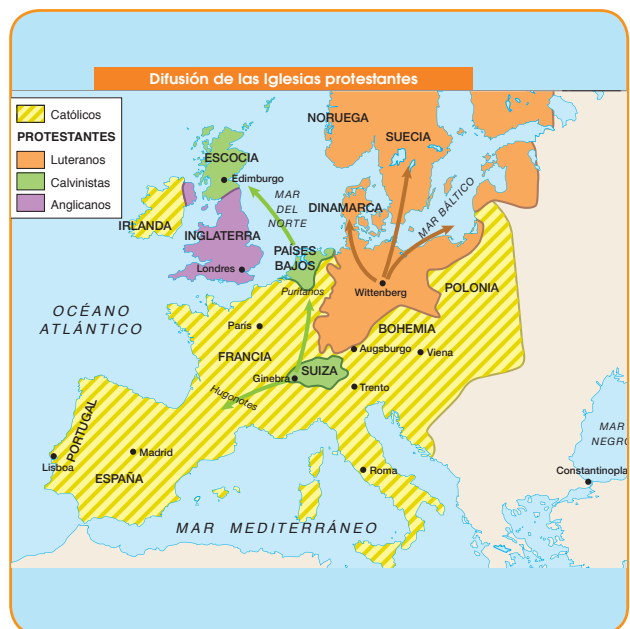 Difusión de las Iglesias protestantes
Católicos
PROTESTANTES
Luteranos
Calvinistas
Anglicanos
NORUEGA
SUECIA
ESCOCIA
Edimburgo
MAR
DEL
NORTE
DINAMARCA
MAR BÁLTICO
IRLANDA
INGLATERRA
PAÍSES
BAJOS
Londres
Puritanos
Wittenberg
POLONIA
OCÉANO
ATLÁNTICO
París
BOHEMIA
Augsburgo
Viena
FRANCIA
Ginebra
SUIZA
Trento
Hugonotes
PORTUGAL
Lisboa
Madrid
ESPAÑA
Roma
MAR
NEGRO
Constantinopla
MAR MEDITERRÁNEO